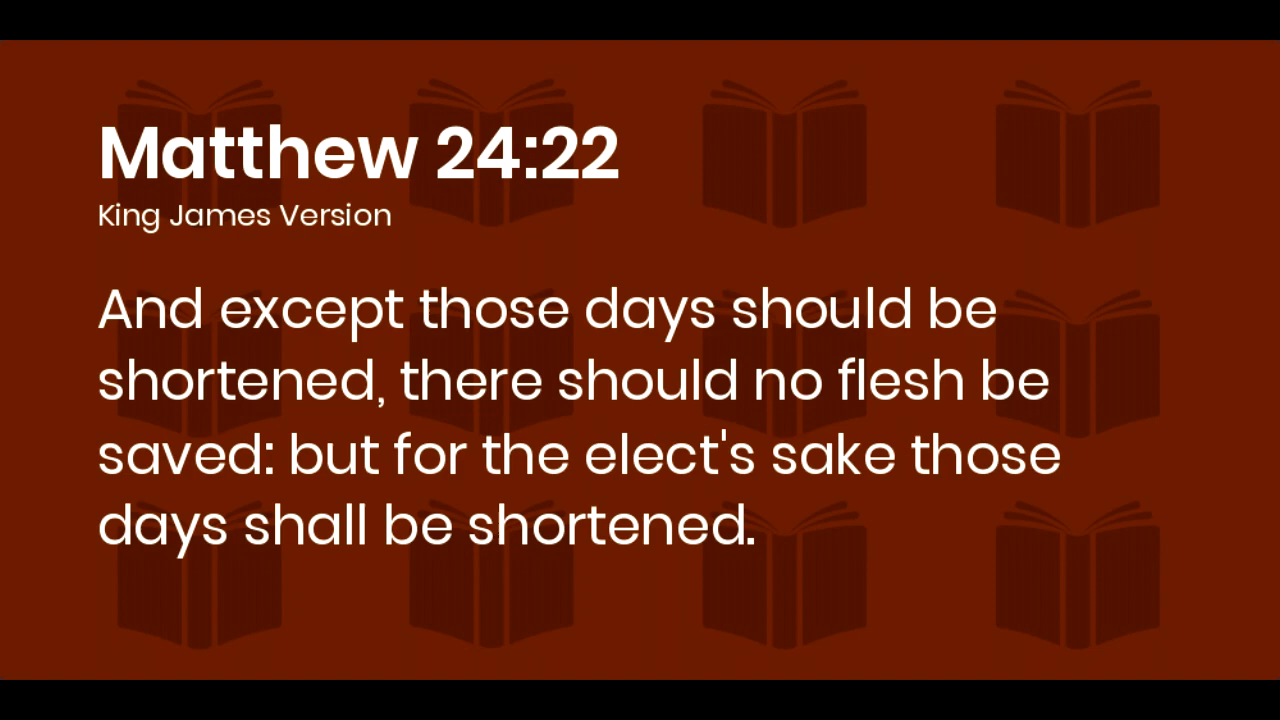 Matthew 24:22
King James Version
And except those days should be
shortened, there should no flesh be
saved: but for the elect's sake those
days shall be shortened.